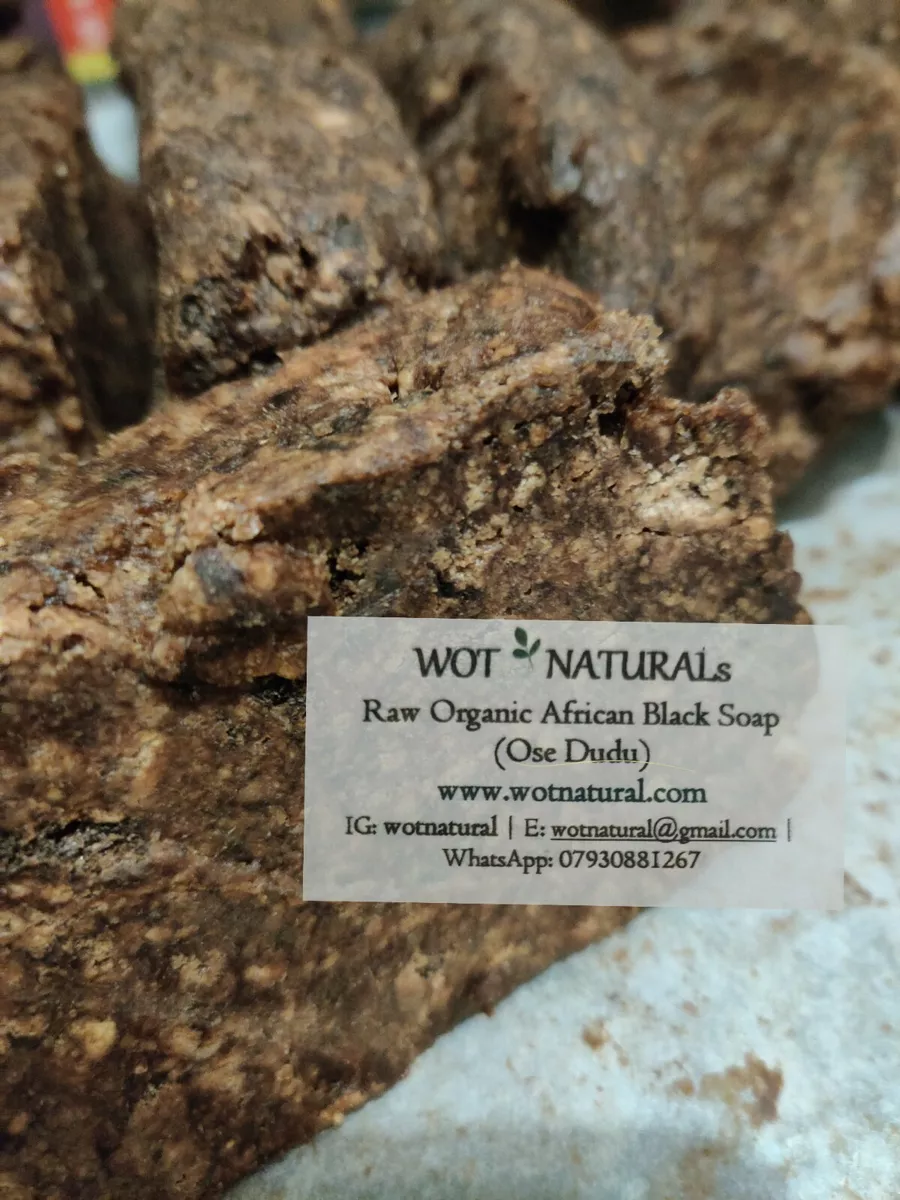 WOT NATURALs
Raw Organic African Black Soap
(Ose Dudu)
www.wotnatural.com
IG: wotnatural | E: wotnatural@gmail.com |
WhatsApp: 07930881267